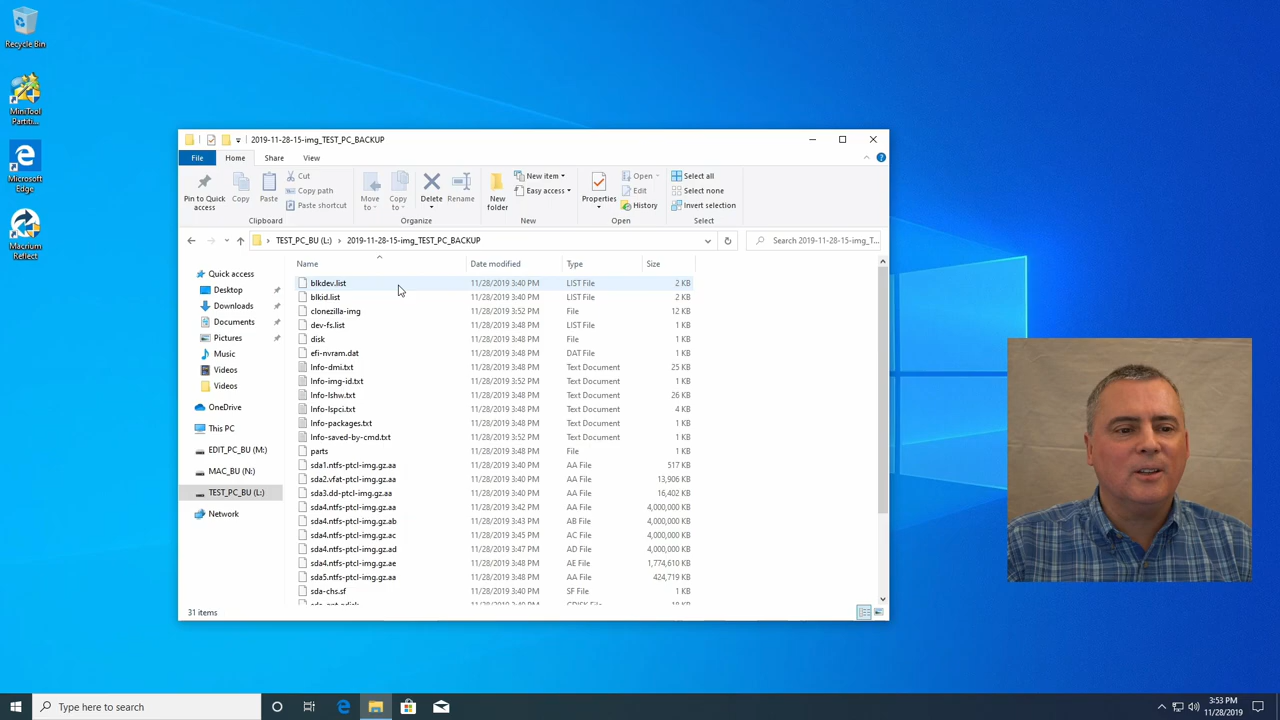 Recycle Bin
MiniTool
Partiti...
Microsoft
Edge
Macrium
Reflect
2019-11-28-15-img_TEST_PC_BACKUP
File Home Share View
Pin to Quick
access
Copy
Paste
Cut
Copy path
Paste shortcut
Clipboard
Move
to
Copy
to
Delete
Rename
Organize
New
folder
New item
Easy access
New
Properties
Open
Edit
History
Open
Select all
Select none
Invert selection
Select
TEST_PC_BU (L:) › 2019-11-28-15-img_TEST_PC_BACKUP
Search 2019-11-28-15-img_T...
Quick access
Desktop
Downloads
Documents
Pictures
Music
Videos
Videos
OneDrive
This PC
EDIT_PC_BU (M:)
MAC_BU (N:)
TEST_PC_BU (L:)
Network
Name Date modified Type Size
blkdev.list 11/28/2019 3:40 PM LIST File 2 KB
blkid.list 11/28/2019 3:40 PM LIST File 2 KB
clonezilla-img 11/28/2019 3:52 PM File 12 KB
dev-fs.list 11/28/2019 3:48 PM LIST File 1 KB
disk 11/28/2019 3:48 PM File 1 KB
efi-nvram.dat 11/28/2019 3:40 PM DAT File 1 KB
Info-dmi.txt 11/28/2019 3:48 PM Text Document 25 KB
Info-img-id.txt 11/28/2019 3:52 PM Text Document 1 KB
Info-lshw.txt 11/28/2019 3:48 PM Text Document 26 KB
Info-lspci.txt 11/28/2019 3:48 PM Text Document 4 KB
Info-packages.txt 11/28/2019 3:48 PM Text Document 1 KB
Info-saved-by-cmd.txt 11/28/2019 3:52 PM Text Document 1 KB
parts 11/28/2019 3:48 PM File 1 KB
sda1.ntfs-ptcl-img.gz.aa 11/28/2019 3:40 PM AA File 517 KB
sda2.vfat-ptcl-img.gz.aa 11/28/2019 3:40 PM AA File 13,906 KB
sda3.dd-ptcl-img.gz.aa 11/28/2019 3:40 PM AA File 16,402 KB
sda4.ntfs-ptcl-img.gz.aa 11/28/2019 3:42 PM AA File 4,000,000 KB
sda4.ntfs-ptcl-img.gz.ab 11/28/2019 3:43 PM AB File 4,000,000 KB
sda4.ntfs-ptcl-img.gz.ac 11/28/2019 3:45 PM AC File 4,000,000 KB
sda4.ntfs-ptcl-img.gz.ad 11/28/2019 3:47 PM AD File 4,000,000 KB
sda4.ntfs-ptcl-img.gz.ae 11/28/2019 3:48 PM AE File 1,774,610 KB
sda5.ntfs-ptcl-img.gz.aa 11/28/2019 3:48 PM AA File 424,719 KB
sda-chs.sf 11/28/2019 3:40 PM SF File 1 KB
31 items
Type here to search
3:53 PM
11/28/2019